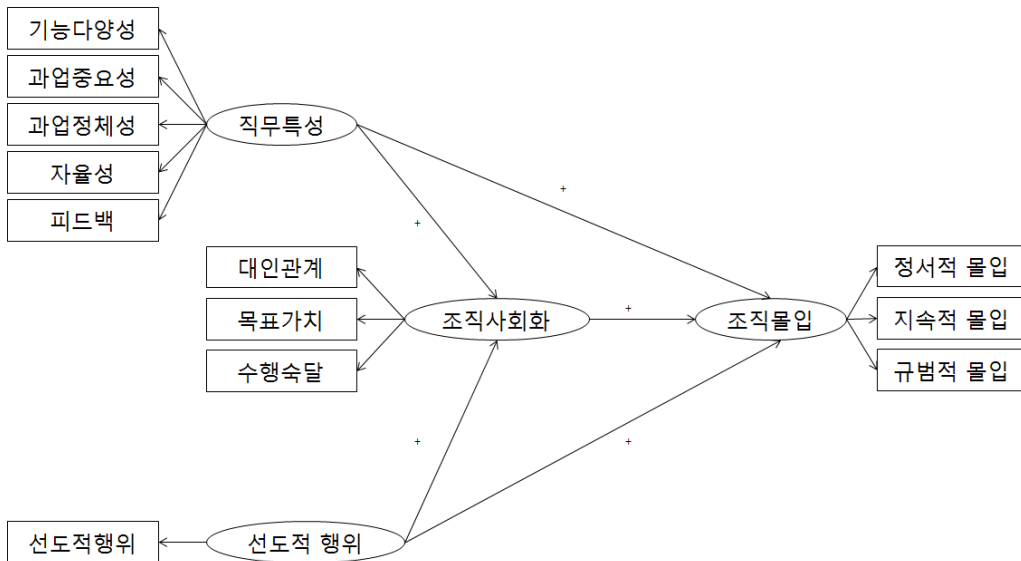 기능다양성
과업중요성
과업정체성
자율성
피드백
직무특성
+
+
대인관계
목표가치
수행숙달
조직사회화
+
조직몰입
정서적 몰입
지속적 몰입
규범적 몰입
+
+
선도적행위
선도적 행위